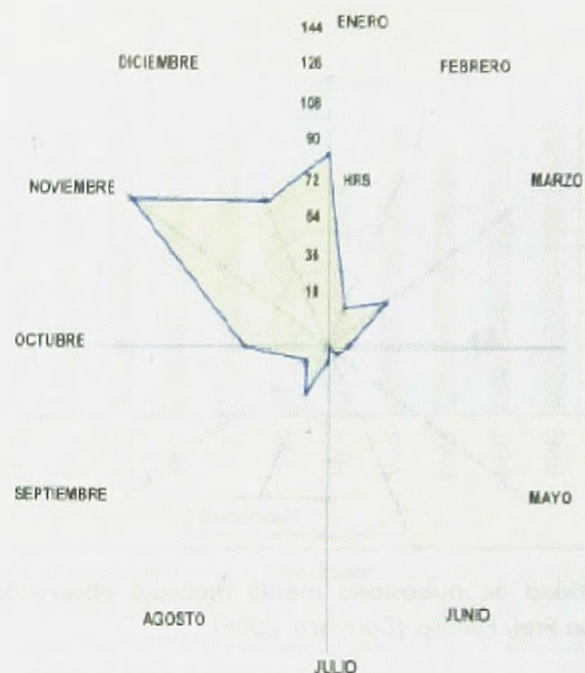 144 ENERO
126
DICIEMBRE
FEBRERO
108
90
72 HRS
NOVIEMBRE
MARZO
54
36
18
OCTUBRE
SEPTIEMBRE
MAYO
AGOSTO
JUNIO
JULIO